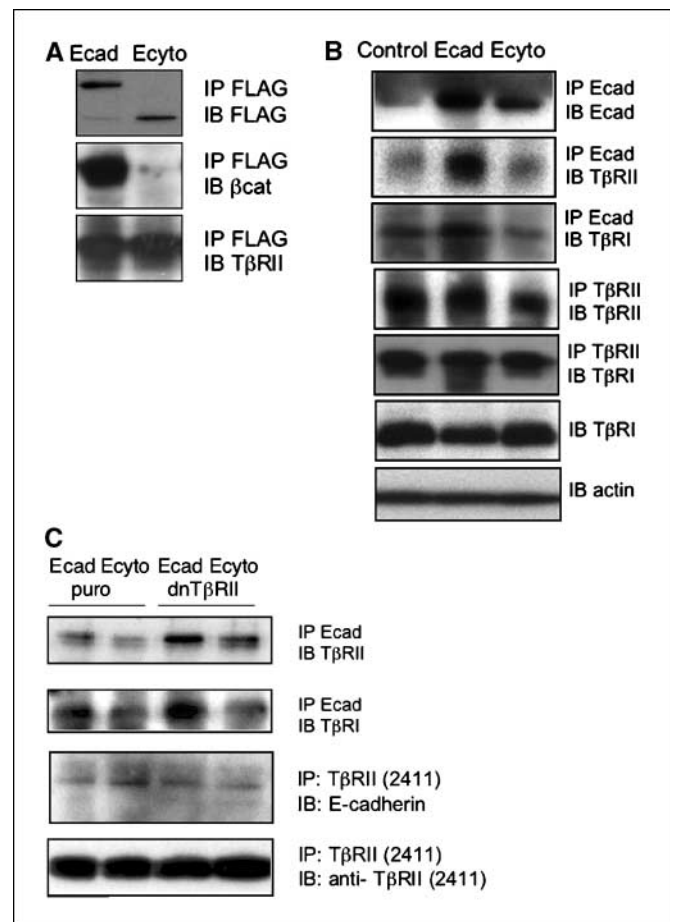 A Ecad Ecyto
IP FLAG
IB FLAG
IP FLAG
IB βcat
IP FLAG
IB TβRII
B Control Ecad Ecyto
IP Ecad
IB Ecad
IP Ecad
IB TβRII
IP Ecad
IB TβRI
IP TβRII
IB TβRII
IP TβRII
IB TβRI
IB TβRI
IB actin
C
Ecad Ecyto Ecad Ecyto
puro dnTβRII
IP Ecad
IB TβRII
IP Ecad
IB TβRI
IP: TβRII (2411)
IB: E-cadherin
IP: TβRII (2411)
IB: anti- TβRII (2411)